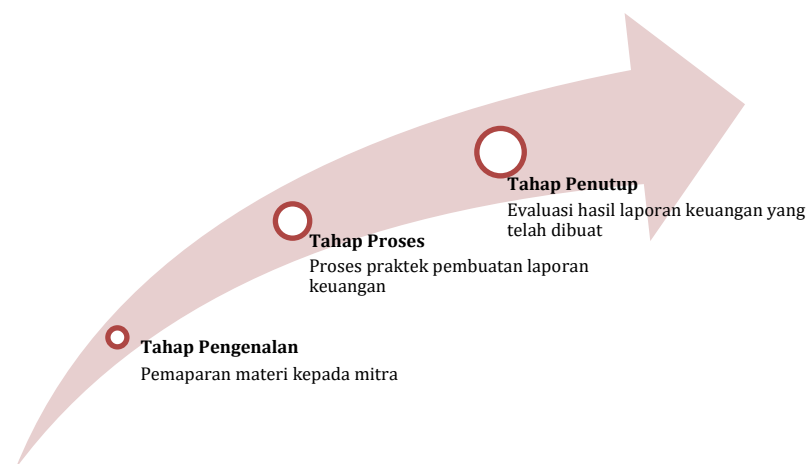 Tahap Penutup
Evaluasi hasil laporan keuangan yang
telah dibuat
Tahap Proses
Proses praktek pembuatan laporan
keuangan
Tahap Pengenalan
Pemaparan materi kepada mitra